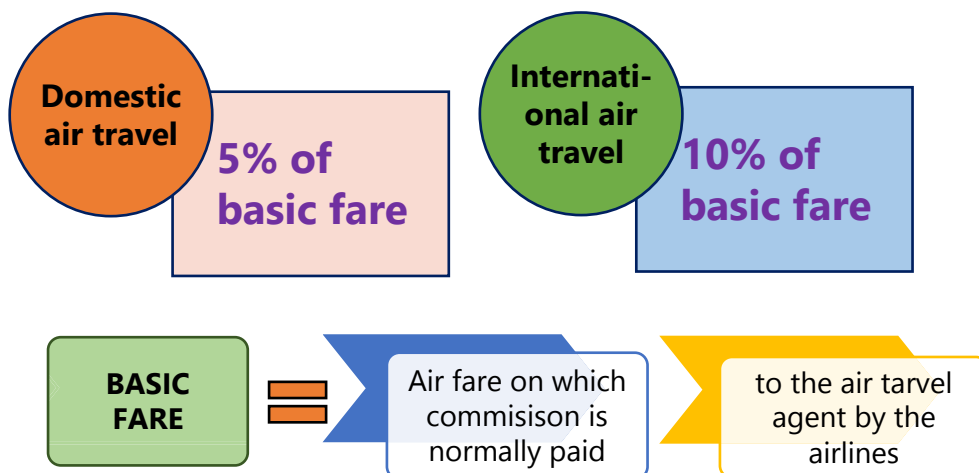 Domestic
air travel
5% of
basic fare
Internati-
onal air
travel
10% of
basic fare
BASIC
FARE
Air fare on which
commisison is
normally paid
to the air tarvel
agent by the
airlines